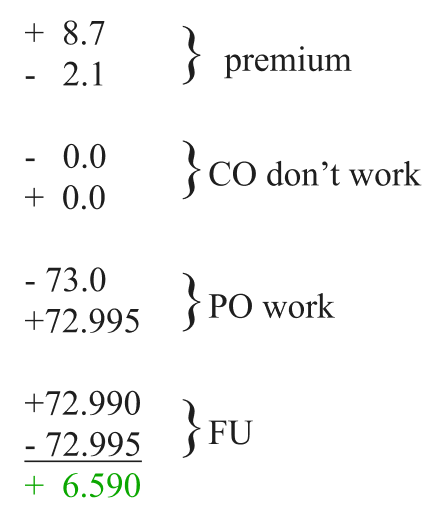 + 8.7
- 2.1
premium
- 0.0
+ 0.0
CO don’t work
- 73.0
+72.995
PO work
+72.990
- 72.995
FU
+ 6.590